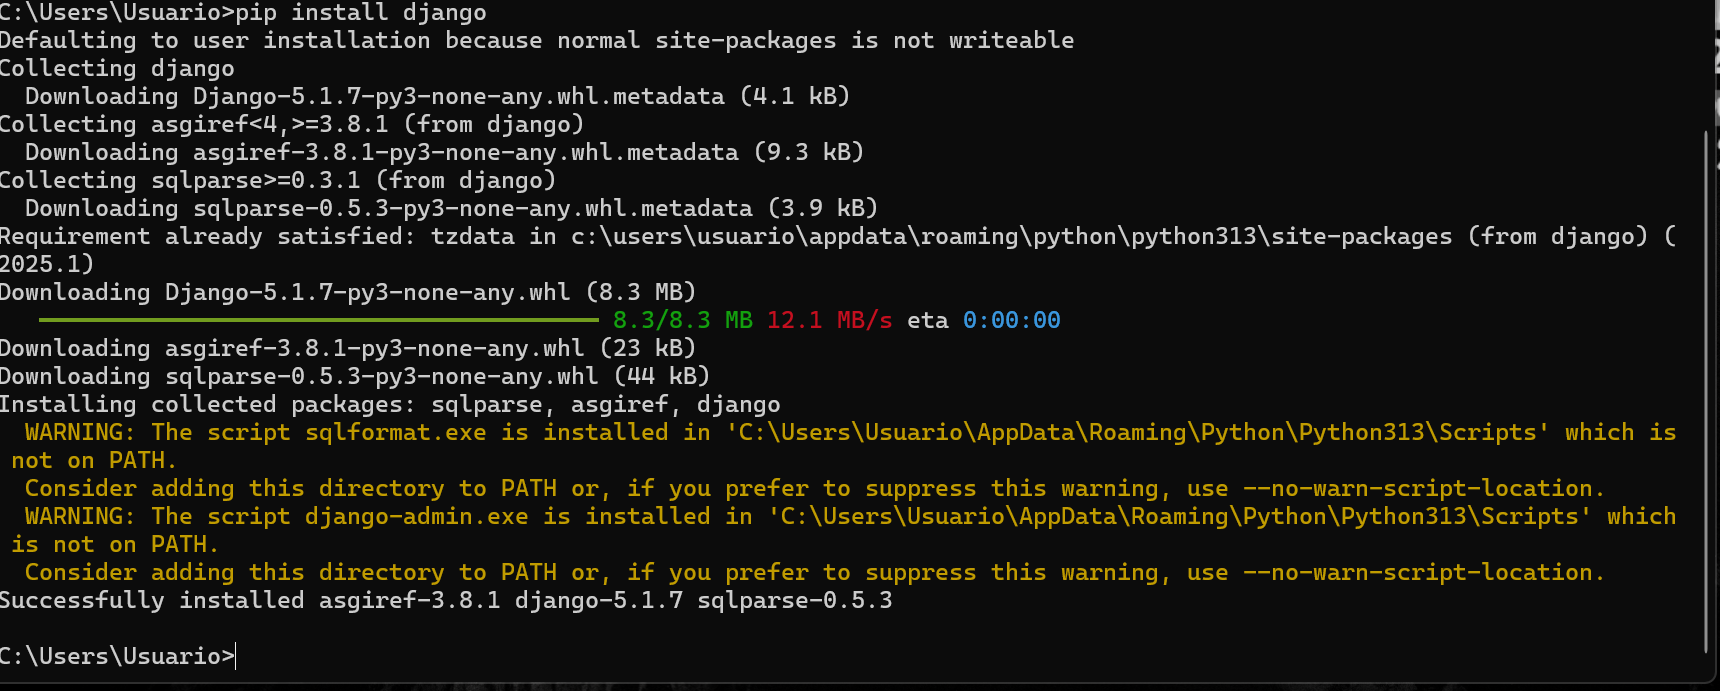 C:\Users\Usuario>pip install django
Defaulting to user installation because normal site-packages is not writeable
Collecting django
  Downloading Django-5.1.7-py3-none-any.whl.metadata (4.1 kB)
Collecting asgiref<4,>=3.8.1 (from django)
  Downloading asgiref-3.8.1-py3-none-any.whl.metadata (9.3 kB)
Collecting sqlparse>=0.3.1 (from django)
  Downloading sqlparse-0.5.3-py3-none-any.whl.metadata (3.9 kB)
Requirement already satisfied: tzdata in c:\users\usuario\appdata\roaming\python\python313\site-packages (from django) (
2025.1)
Downloading Django-5.1.7-py3-none-any.whl (8.3 MB)
8.3/8.3 MB 12.1 MB/s eta 0:00:00
Downloading asgiref-3.8.1-py3-none-any.whl (23 kB)
Downloading sqlparse-0.5.3-py3-none-any.whl (44 kB)
Installing collected packages: sqlparse, asgiref, django
  WARNING: The script sqlformat.exe is installed in 'C:\Users\Usuario\AppData\Roaming\Python\Python313\Scripts' which is
 not on PATH.
  Consider adding this directory to PATH or, if you prefer to suppress this warning, use --no-warn-script-location.
  WARNING: The script django-admin.exe is installed in 'C:\Users\Usuario\AppData\Roaming\Python\Python313\Scripts' which
 is not on PATH.
  Consider adding this directory to PATH or, if you prefer to suppress this warning, use --no-warn-script-location.
Successfully installed asgiref-3.8.1 django-5.1.7 sqlparse-0.5.3
C:\Users\Usuario>